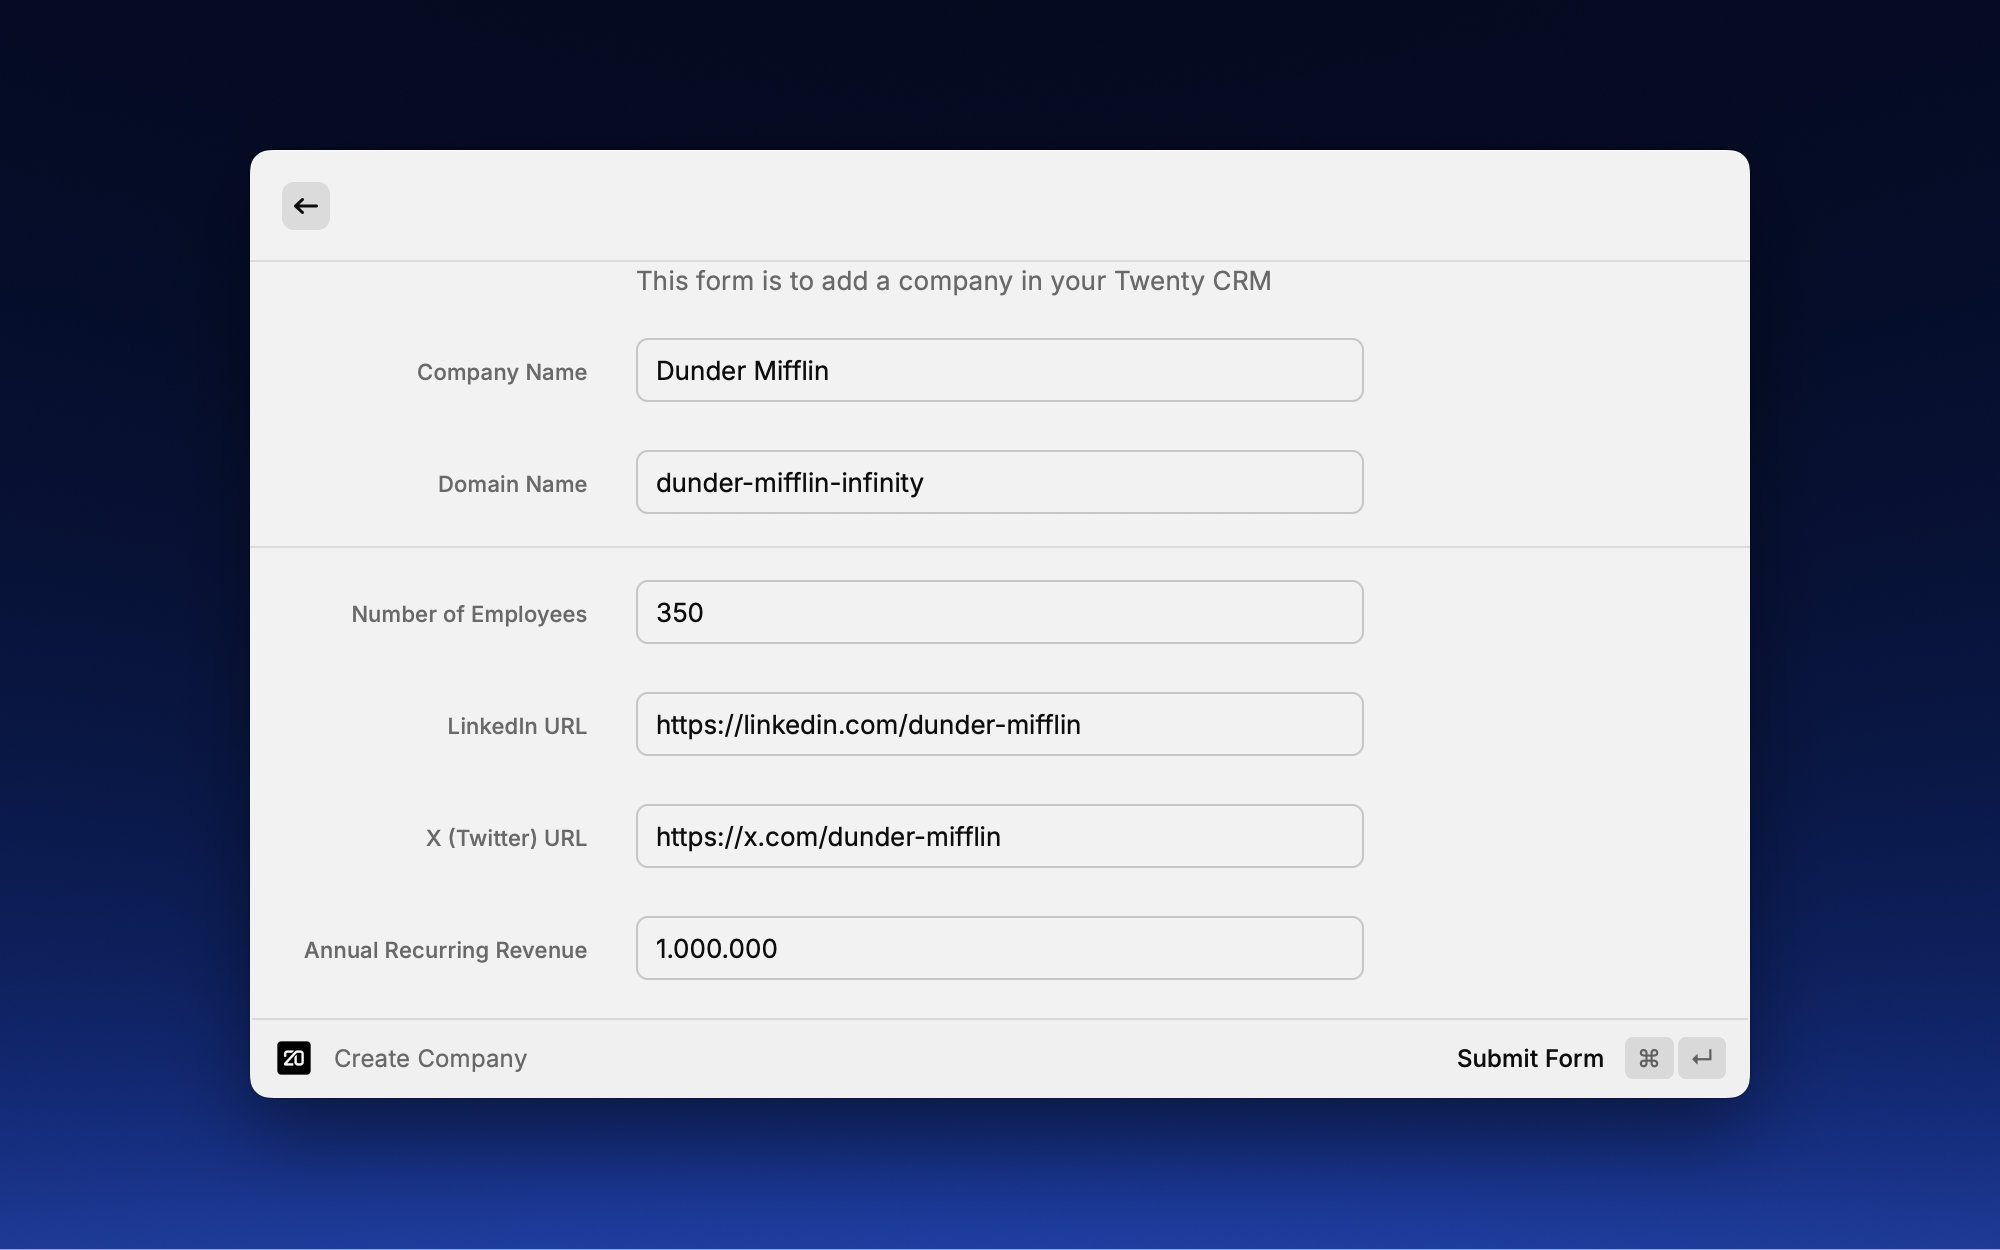 This form is to add a company in your Twenty CRM
Company Name
Dunder Mifflin
Domain Name
dunder-mifflin-infinity
Number of Employees
350
LinkedIn URL
https://linkedin.com/dunder-mifflin
X (Twitter) URL
https://x.com/dunder-mifflin
Annual Recurring Revenue
1.000.000
20 Create Company
Submit Form ⌘ ↵